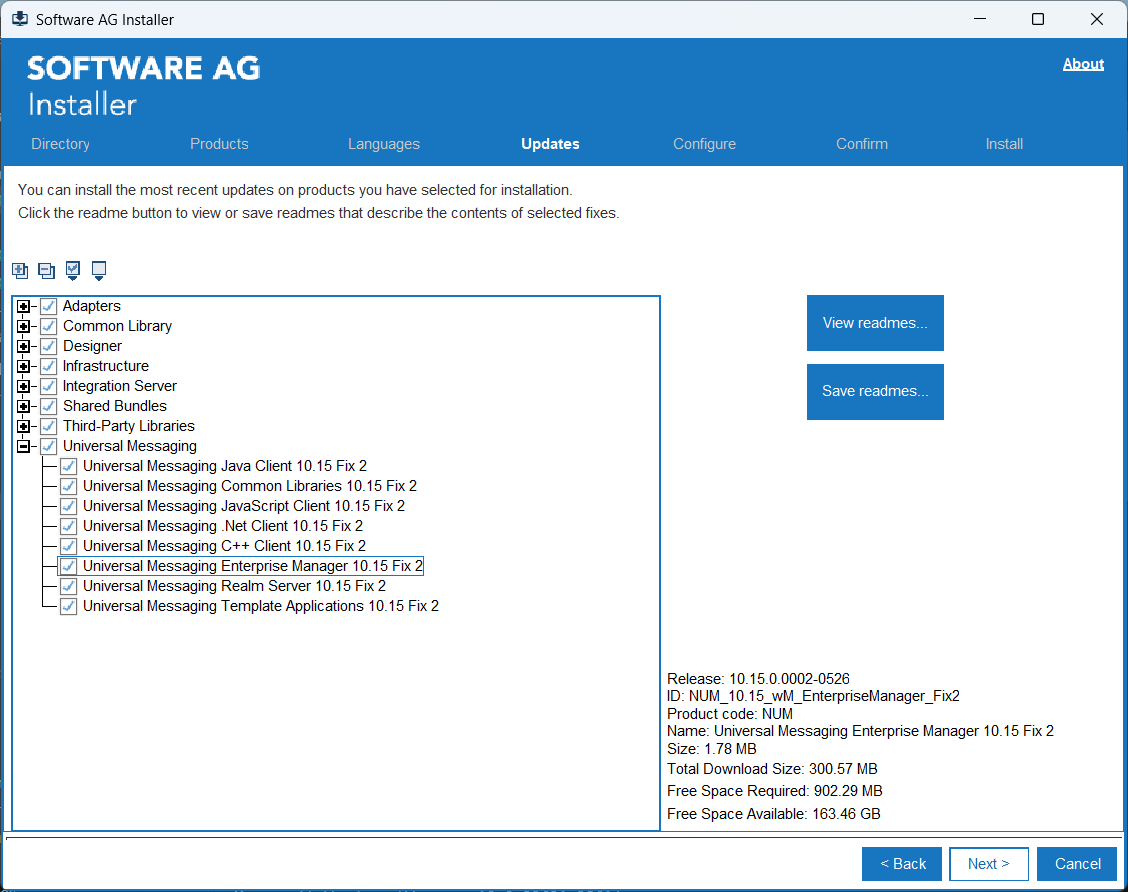 Software AG Installer
SOFTWARE AG
Installer
About
Directory
Products
Languages
Updates
Configure
Confirm
Install
You can install the most recent updates on products you have selected for installation.
Click the readme button to view or save readmes that describe the contents of selected fixes.
Adapters
Common Library
Designer
Infrastructure
Integration Server
Shared Bundles
Third-Party Libraries
Universal Messaging
Universal Messaging Java Client 10.15 Fix 2
Universal Messaging Common Libraries 10.15 Fix 2
Universal Messaging JavaScript Client 10.15 Fix 2
Universal Messaging .Net Client 10.15 Fix 2
Universal Messaging C++ Client 10.15 Fix 2
Universal Messaging Enterprise Manager 10.15 Fix 2
Universal Messaging Realm Server 10.15 Fix 2
Universal Messaging Template Applications 10.15 Fix 2
View readmes...
Save readmes...
Release: 10.15.0.0002-0526
ID: NUM_10.15_wM_EnterpriseManager_Fix2
Product code: NUM
Name: Universal Messaging Enterprise Manager 10.15 Fix 2
Size: 1.78 MB
Total Download Size: 300.57 MB
Free Space Required: 902.29 MB
Free Space Available: 163.46 GB
< Back
Next >
Cancel